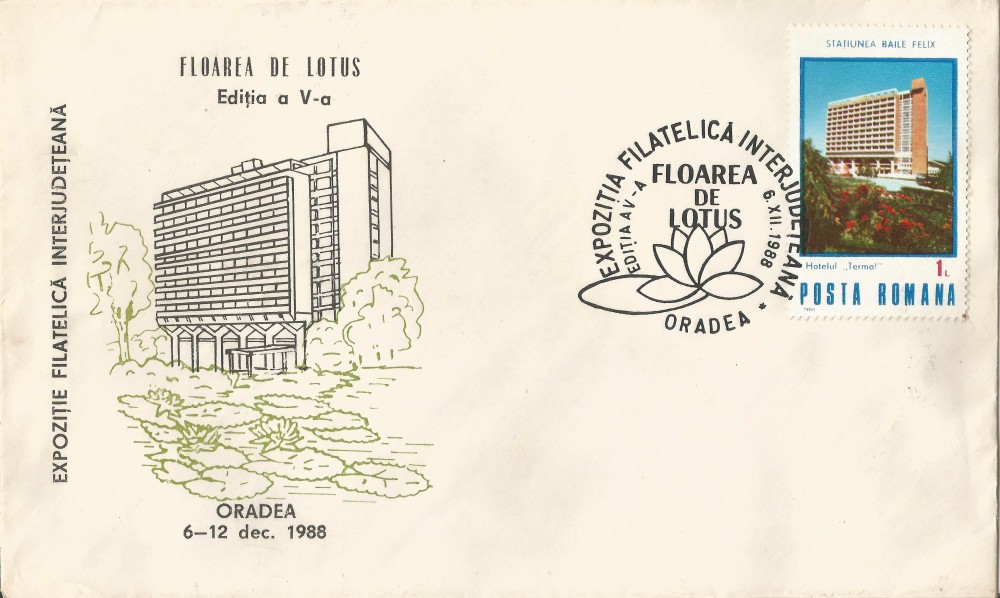 FLOAREA DE LOTUS
Ediția a V-a
EXPOZIȚIE FILATELICĂ INTERJUDEȚEANĂ
ORADEA
6–12 dec. 1988
EXPOZIȚIA FILATELICĂ INTERJUDEȚEANĂ
EDIȚIA A V-A
FLOAREA
DE
LOTUS
6.XII.1988
ORADEA *
STAȚIUNEA BAILE FELIX
Hotelul „Termal"
1L
POSTA ROMANA